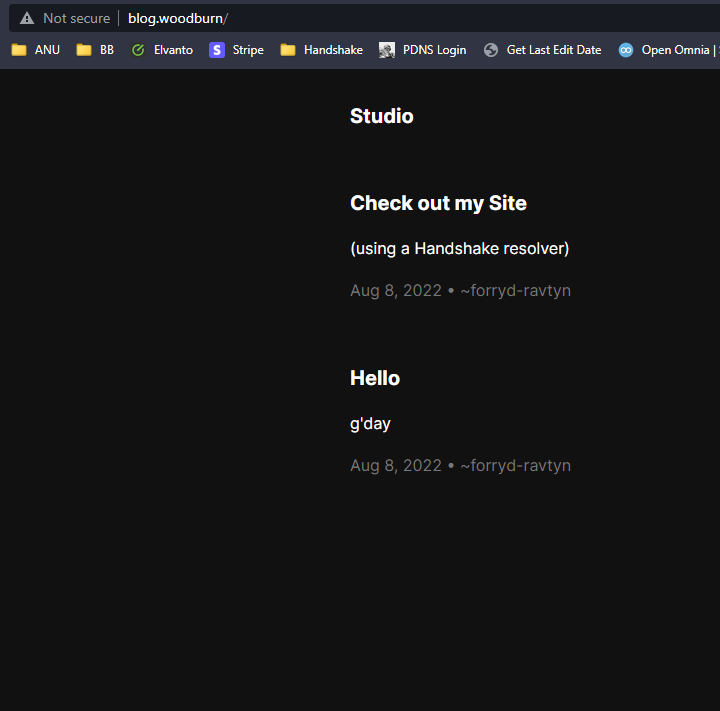 Not secure | blog.woodburn/
ANU BB Elvanto S Stripe Handshake PDNS Login Get Last Edit Date Open Omnia |
Studio
Check out my Site
(using a Handshake resolver)
Aug 8, 2022 • ~forryd-ravtyn
Hello
g'day
Aug 8, 2022 • ~forryd-ravtyn